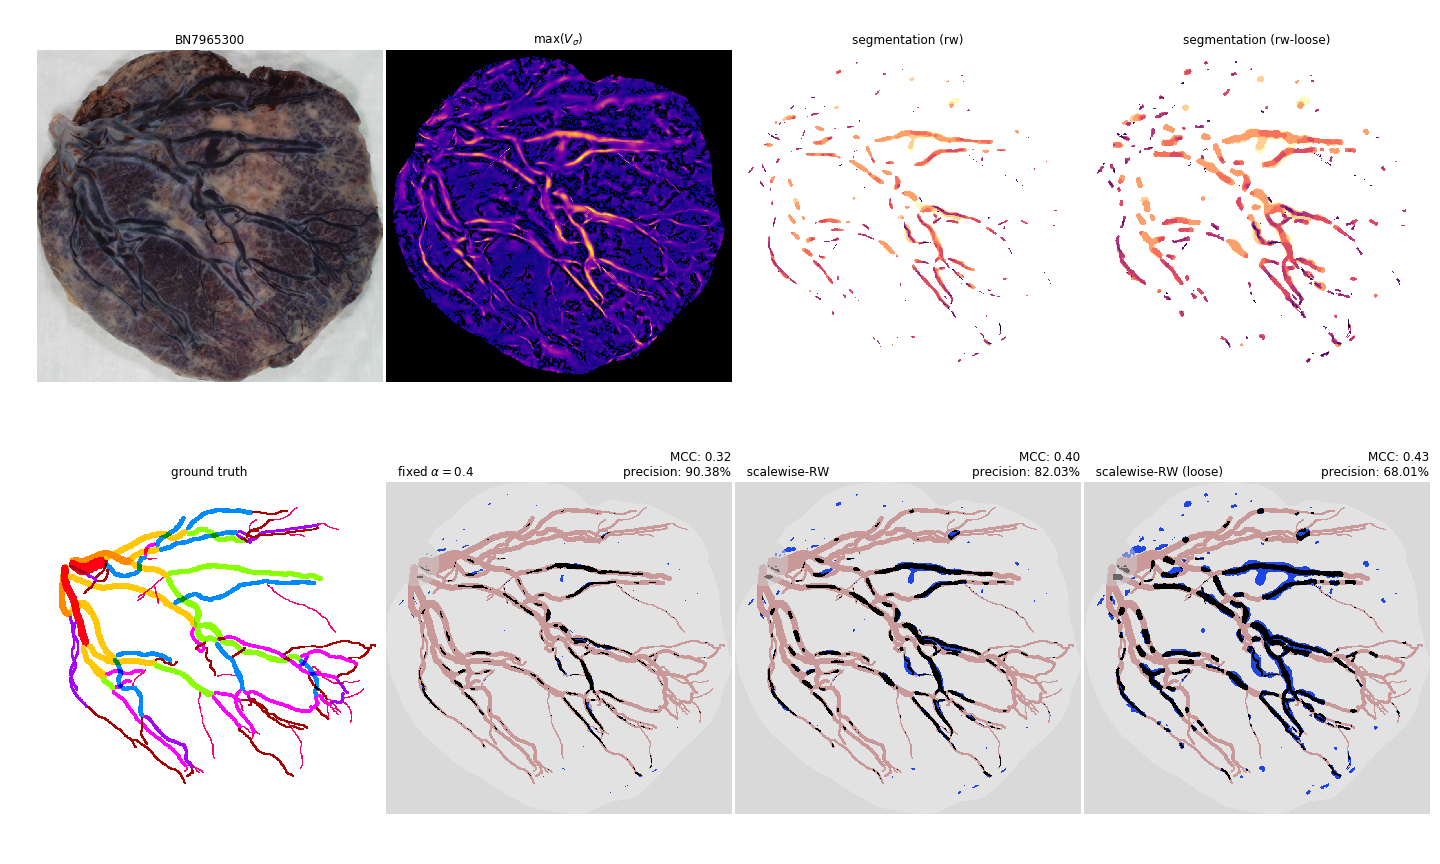 BN7965300
max(V_σ)
segmentation (rw)
segmentation (rw-loose)
ground truth
fixed α = 0.4
MCC: 0.32
precision: 90.38%
scalewise-RW
MCC: 0.40
precision: 82.03%
scalewise-RW (loose)
MCC: 0.43
precision: 68.01%